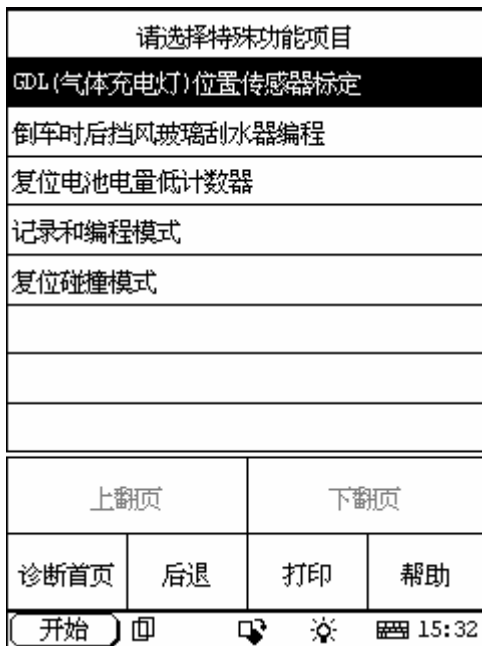 请选择特殊功能项目
GDL(气体充电灯)位置传感器标定
倒车时后挡风玻璃刮水器编程
复位电池电量低计数器
记录和编程模式
复位碰撞模式
上翻页 下翻页
诊断首页 后退 打印 帮助
开始 15:32